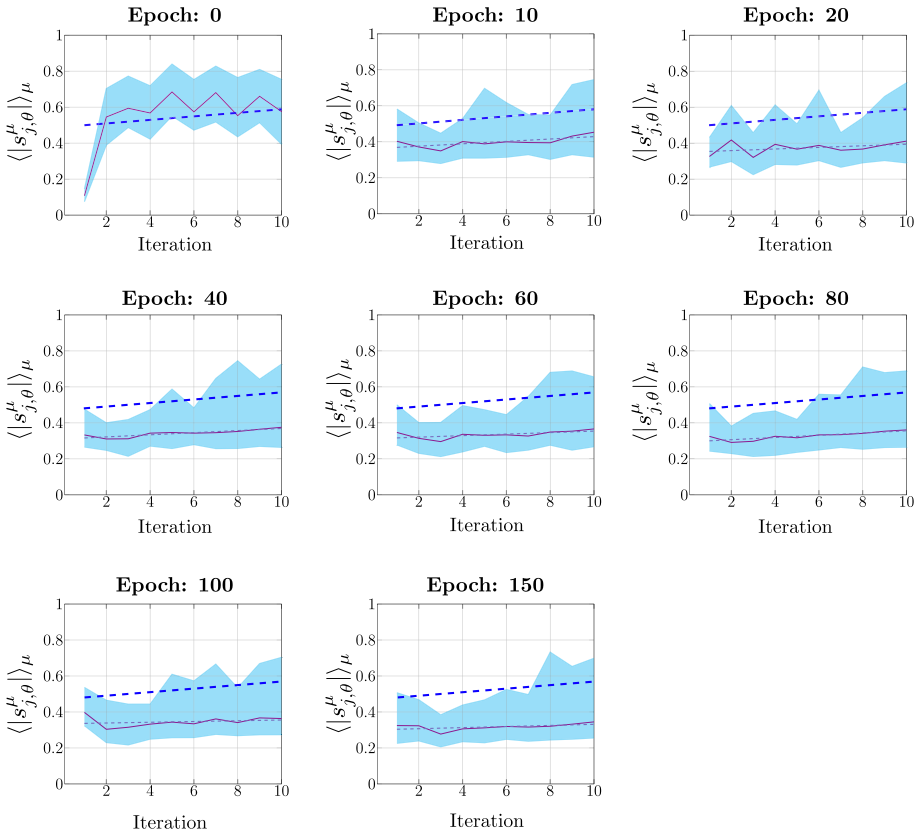 Epoch: 0
Epoch: 10
Epoch: 20
1
0.8
0.6
0.4
0.2
0
2 4 6 8 10
Iteration
⟨|s^μ_{j,θ}|⟩_μ
1
0.8
0.6
0.4
0.2
0
2 4 6 8 10
Iteration
⟨|s^μ_{j,θ}|⟩_μ
1
0.8
0.6
0.4
0.2
0
2 4 6 8 10
Iteration
⟨|s^μ_{j,θ}|⟩_μ
Epoch: 40
Epoch: 60
Epoch: 80
1
0.8
0.6
0.4
0.2
0
2 4 6 8 10
Iteration
⟨|s^μ_{j,θ}|⟩_μ
1
0.8
0.6
0.4
0.2
0
2 4 6 8 10
Iteration
⟨|s^μ_{j,θ}|⟩_μ
1
0.8
0.6
0.4
0.2
0
2 4 6 8 10
Iteration
⟨|s^μ_{j,θ}|⟩_μ
Epoch: 100
Epoch: 150
1
0.8
0.6
0.4
0.2
0
2 4 6 8 10
Iteration
⟨|s^μ_{j,θ}|⟩_μ
1
0.8
0.6
0.4
0.2
0
2 4 6 8 10
Iteration
⟨|s^μ_{j,θ}|⟩_μ